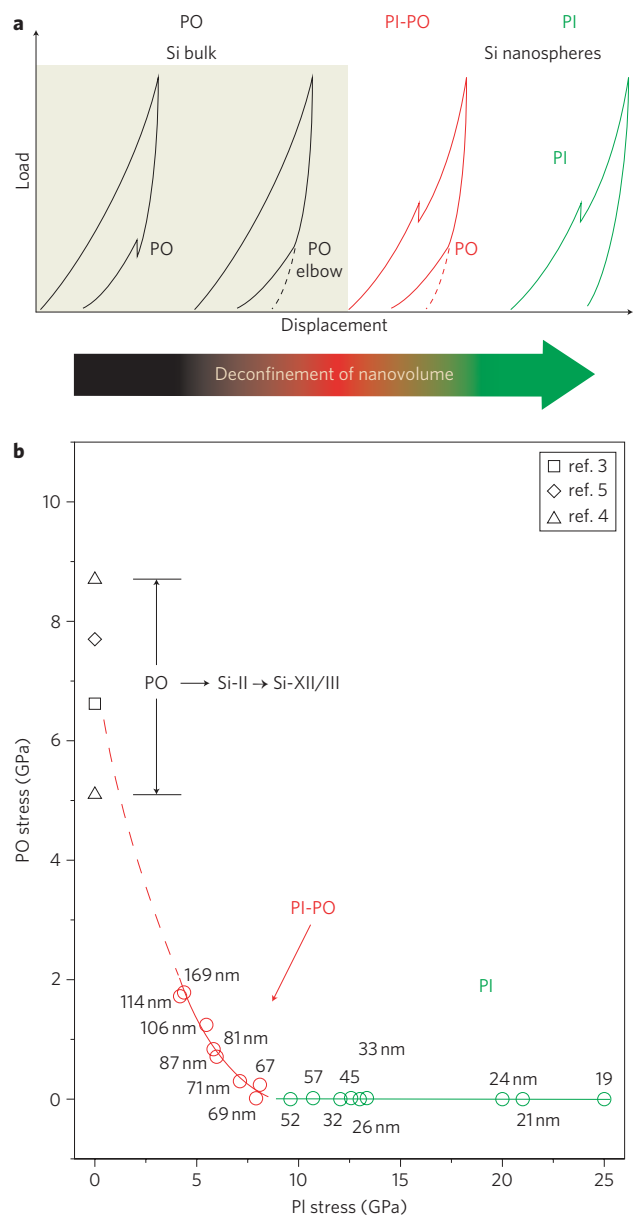 a
PO
PI-PO
PI
Si bulk
Si nanospheres
Load
PI
PO
PO
elbow
PO
Displacement
Deconfinement of nanovolume
b
ref. 3
ref. 5
ref. 4
10
8
6
4
2
0
PO stress (GPa)
PO → Si-II → Si-XII/III
PI-PO
PI
169 nm
114 nm
106 nm
81 nm
87 nm
71 nm
67
69 nm
33 nm
57
45
24 nm
19
52
32
26 nm
21 nm
0
5
10
15
20
25
PI stress (GPa)